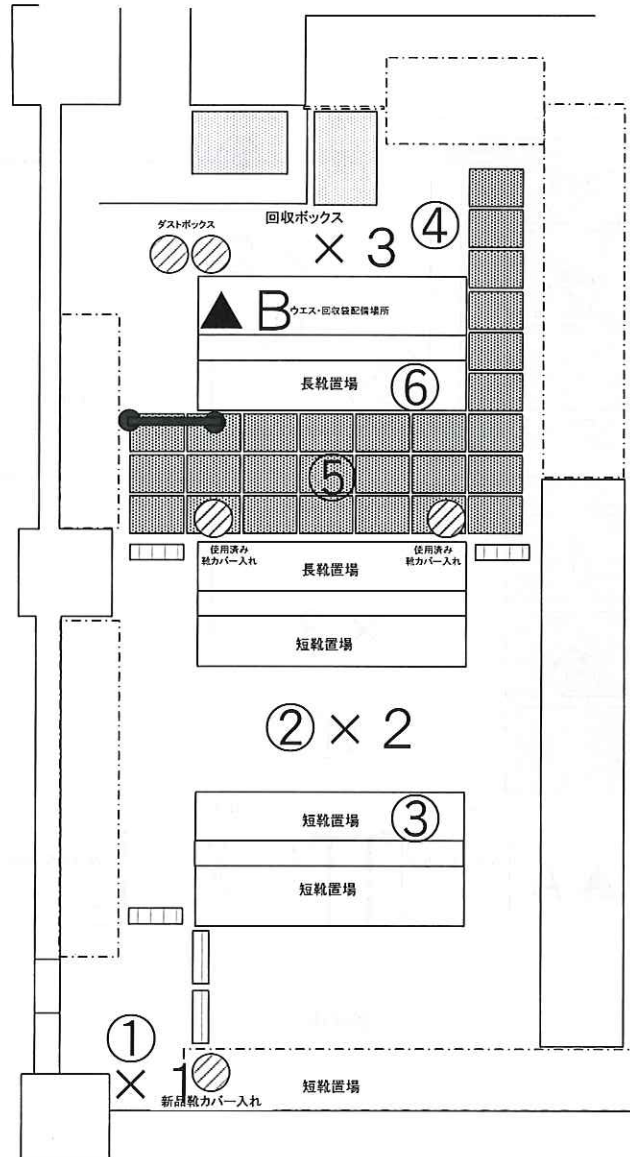 回収ボックス
ダストボックス
④
× 3
▲ B ウエス・回収袋配備場所
長靴置場
⑥
⑤
使用済み
靴カバー入れ
使用済み
靴カバー入れ
長靴置場
短靴置場
② × 2
短靴置場
③
短靴置場
①
× 1
新品靴カバー入れ
短靴置場